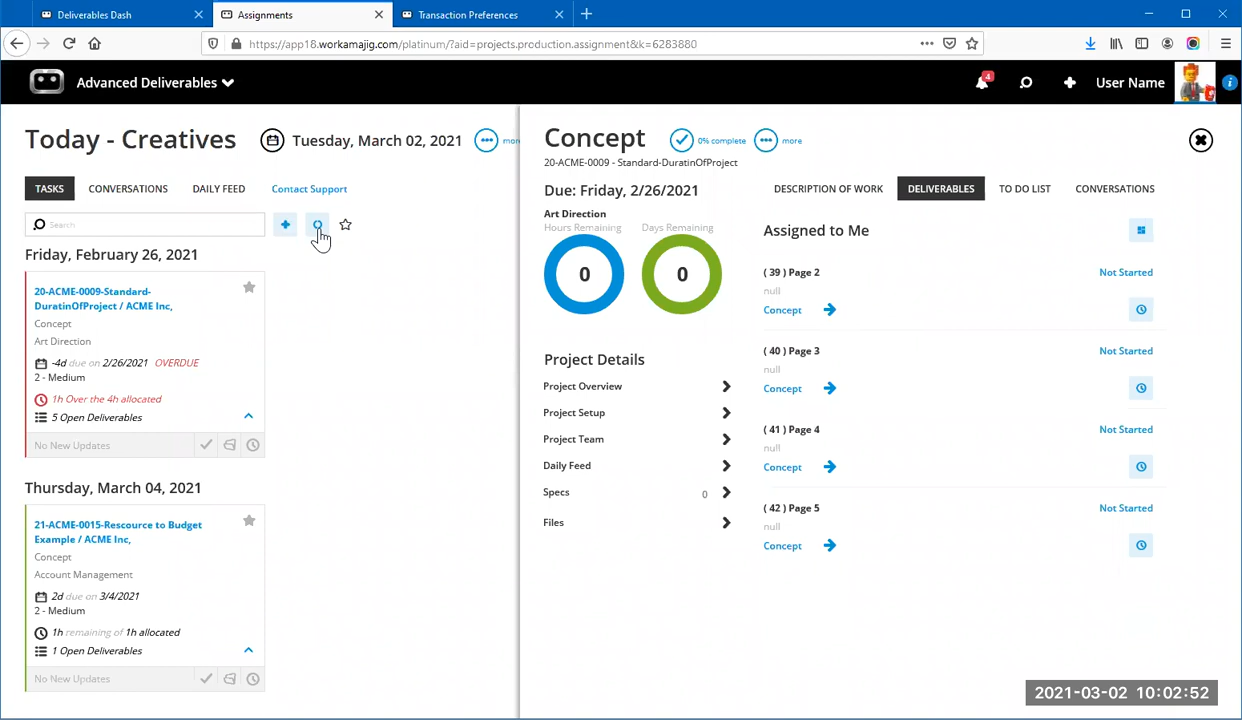 Deliverables Dash
Assignments
Transaction Preferences
https://app18.workamajig.com/platinum/?aid=projects.production.assignment&k=6283880
Advanced Deliverables
4
User Name
Today - Creatives
Tuesday, March 02, 2021
more
TASKS
CONVERSATIONS
DAILY FEED
Contact Support
Search
Friday, February 26, 2021
20-ACME-0009-Standard-
DuratinOfProject / ACME Inc,
Concept
Art Direction
-4d due on 2/26/2021 OVERDUE
2 - Medium
1h Over the 4h allocated
5 Open Deliverables
No New Updates
Thursday, March 04, 2021
21-ACME-0015-Rescource to Budget
Example / ACME Inc,
Concept
Account Management
2d due on 3/4/2021
2 - Medium
1h remaining of 1h allocated
1 Open Deliverables
No New Updates
Concept
0% complete
more
20-ACME-0009 - Standard-DuratinOfProject
Due: Friday, 2/26/2021
Art Direction
Hours Remaining
Days Remaining
0
0
Project Details
Project Overview
Project Setup
Project Team
Daily Feed
Specs
0
Files
DESCRIPTION OF WORK
DELIVERABLES
TO DO LIST
CONVERSATIONS
Assigned to Me
( 39 ) Page 2
Not Started
null
Concept
( 40 ) Page 3
Not Started
null
Concept
( 41 ) Page 4
Not Started
null
Concept
( 42 ) Page 5
Not Started
null
Concept
2021-03-02 10:02:52